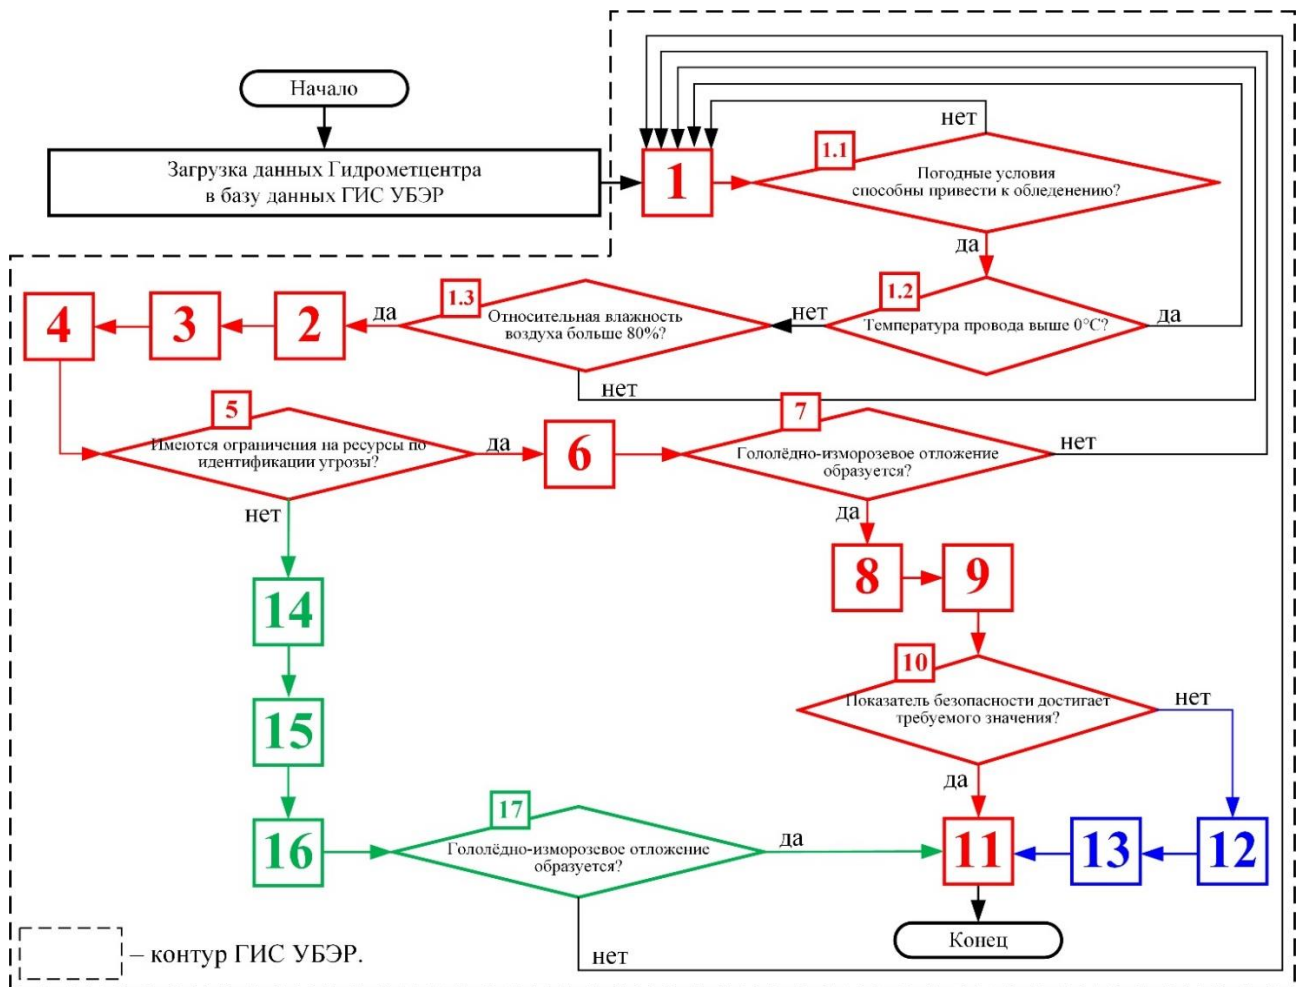 Начало
Загрузка данных Гидрометцентра
в базу данных ГИС УБЭР
1
1.1
Погодные условия
способны привести к обледенению?
нет
да
1.2
Температура провода выше 0°С?
да
нет
1.3
Относительная влажность
воздуха больше 80%?
да
нет
2
3
4
5
Имеются ограничения на ресурсы по
идентификации угрозы?
да
нет
6
7
Гололёдно-изморозевое отложение
образуется?
нет
да
8
9
10
Показатель безопасности достигает
требуемого значения?
нет
да
14
15
16
17
Гололёдно-изморозевое отложение
образуется?
да
нет
11
13
12
Конец
– контур ГИС УБЭР.